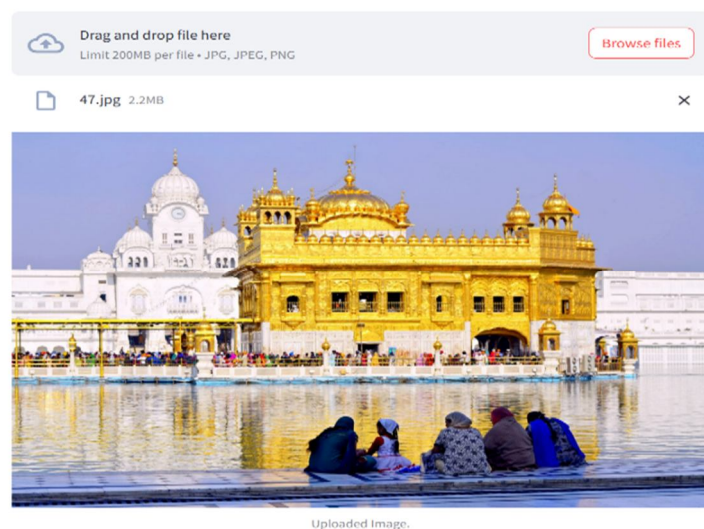 Drag and drop file here
Limit 200MB per file • JPG, JPEG, PNG
Browse files
47.jpg 2.2MB
Uploaded Image.